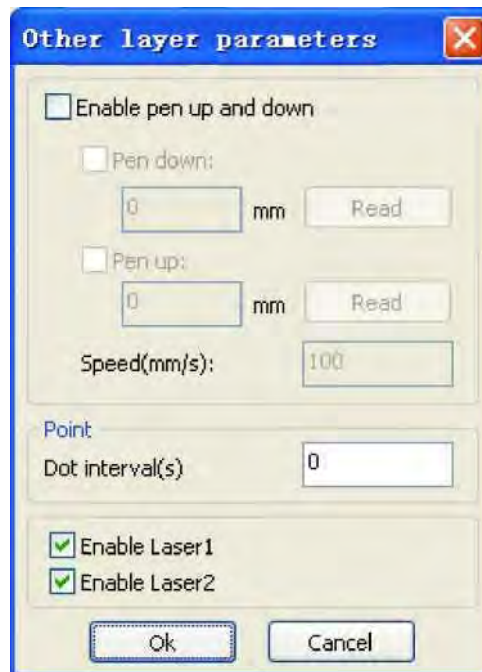 Other layer parameters
Enable pen up and down
Pen down:
0 mm Read
Pen up:
0 mm Read
Speed(mm/s): 100
Point
Dot interval(s) 0
Enable Laser1
Enable Laser2
Ok Cancel